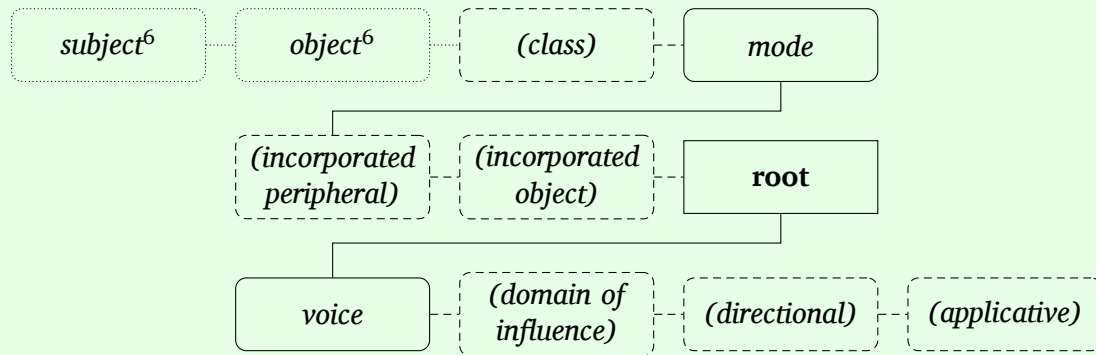 subject⁶ object⁶ (class) mode
(incorporated peripheral) (incorporated object) root
voice (domain of influence) (directional) (applicative)